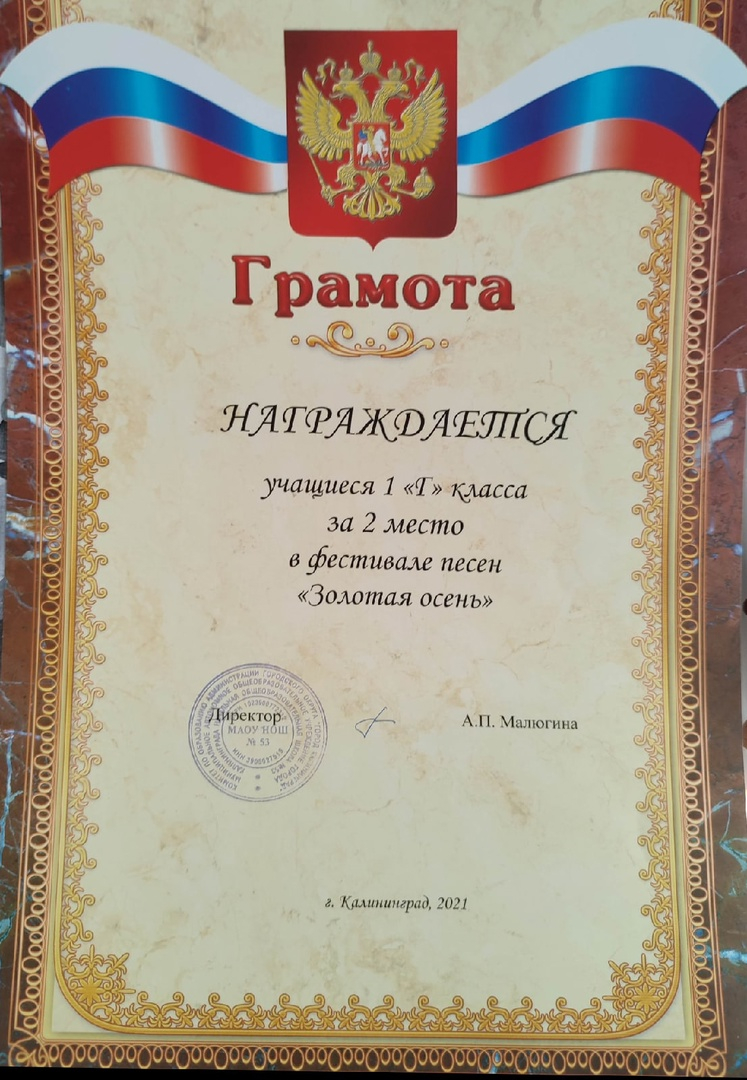 Грамота
НАГРАЖДАЕТСЯ
учащиеся 1 «Г» класса
за 2 место
в фестивале песен
«Золотая осень»
Директор
А.П. Малюгина
МАОУ НОШ
№ 53
г. Калининград, 2021